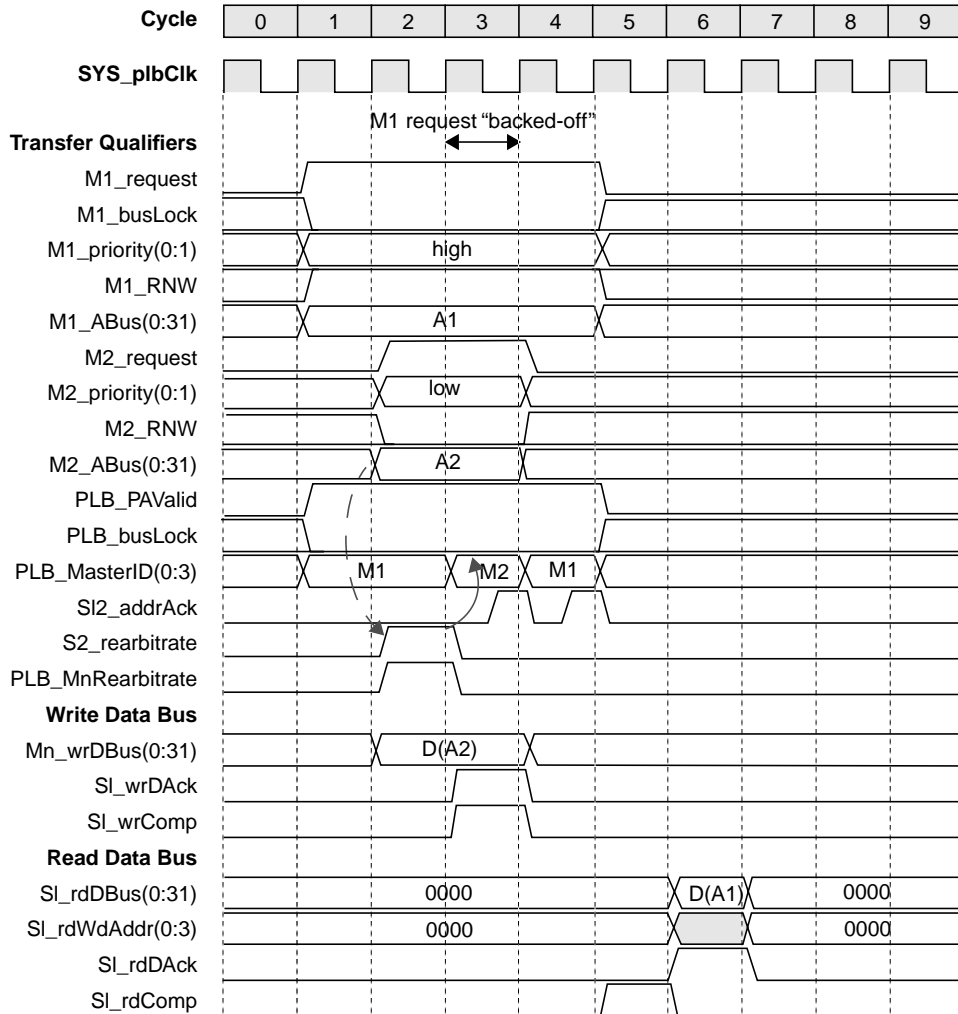 Cycle 0 1 2 3 4 5 6 7 8 9
SYS_plbClk
M1 request “backed-off”
Transfer Qualifiers
M1_request
M1_busLock
M1_priority(0:1) high
M1_RNW
M1_ABus(0:31) A1
M2_request
M2_priority(0:1) low
M2_RNW
M2_ABus(0:31) A2
PLB_PAValid
PLB_busLock
PLB_MasterID(0:3) M1 M2 M1
Sl2_addrAck
S2_rearbitrate
PLB_MnRearbitrate
Write Data Bus
Mn_wrDBus(0:31) D(A2)
Sl_wrDAck
Sl_wrComp
Read Data Bus
Sl_rdDBus(0:31) 0000 D(A1) 0000
Sl_rdWdAddr(0:3) 0000 0000
Sl_rdDAck
Sl_rdComp